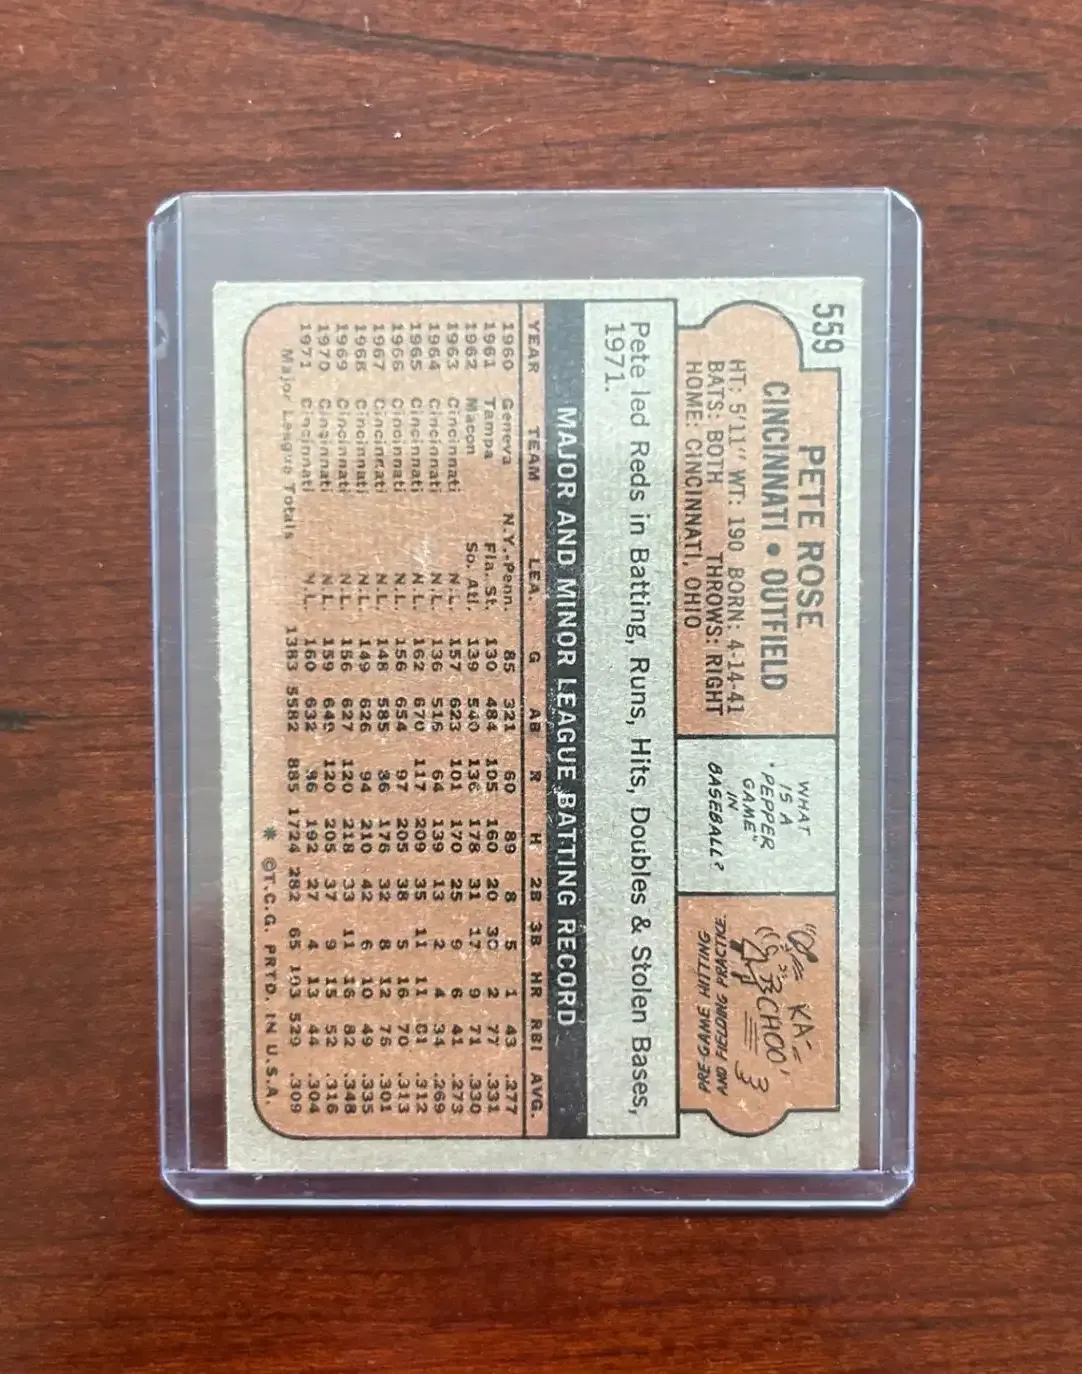 559
PETE ROSE
CINCINNATI • OUTFIELD
HT: 5'11" WT: 190 BORN: 4-14-41
BATS: BOTH THROWS: RIGHT
HOME: CINCINNATI, OHIO
WHAT
IS A
"PEPPER
GAME"
IN
BASEBALL?
"KA-
CHOO"
PRE-GAME HITTING
AND FIELDING PRACTICE.
Pete led Reds in Batting, Runs, Hits, Doubles & Stolen Bases,
1971.
MAJOR AND MINOR LEAGUE BATTING RECORD
YEAR TEAM LEA. G AB R H 2B 3B HR RBI AVG.
1960 Geneva N.Y.-Penn. 85 321 60 89 8 5 1 43 .277
1961 Tampa Fla. St. 130 484 105 160 20 30 2 77 .331
1962 Macon So. Atl. 139 540 136 178 31 17 9 71 .330
1963 Cincinnati N.L. 157 623 101 170 25 9 6 41 .273
1964 Cincinnati N.L. 136 516 64 139 13 2 4 34 .269
1965 Cincinnati N.L. 162 670 117 209 35 11 11 81 .312
1966 Cincinnati N.L. 156 654 97 205 38 5 16 70 .313
1967 Cincinnati N.L. 148 585 86 176 32 8 12 76 .301
1968 Cincinnati N.L. 149 626 94 210 42 6 10 49 .335
1969 Cincinnati N.L. 156 627 120 218 33 11 16 82 .348
1970 Cincinnati N.L. 159 649 120 205 37 9 15 52 .316
1971 Cincinnati N.L. 160 632 86 192 27 4 13 44 .304
Major League Totals 1383 5582 885 1724 282 65 103 529 .309
* ©T.C.G. PRTD. IN U.S.A.